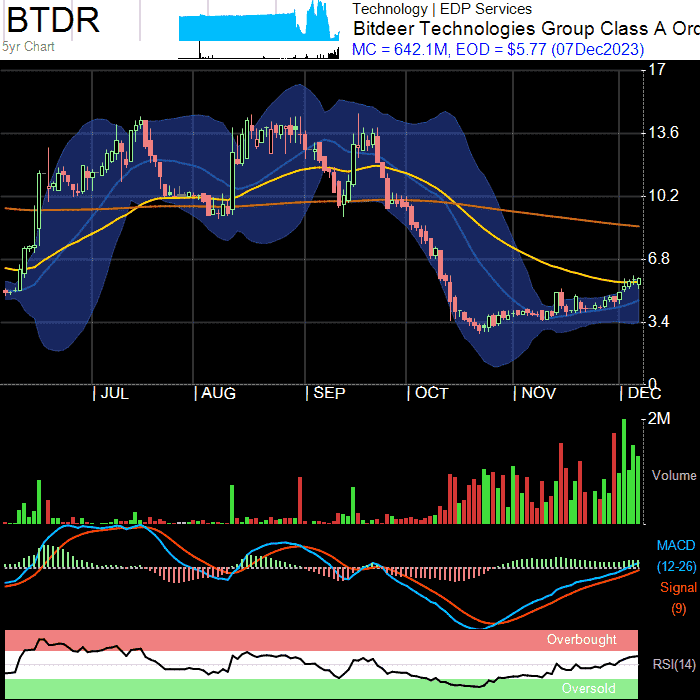 BTDR
5yr Chart
Technology | EDP Services
Bitdeer Technologies Group Class A Ord
MC = 642.1M, EOD = $5.77 (07Dec2023)
17
13.6
10.2
6.8
3.4
0
JUL AUG SEP OCT NOV DEC
2M
Volume
MACD
(12-26)
Signal
(9)
Overbought
RSI(14)
Oversold